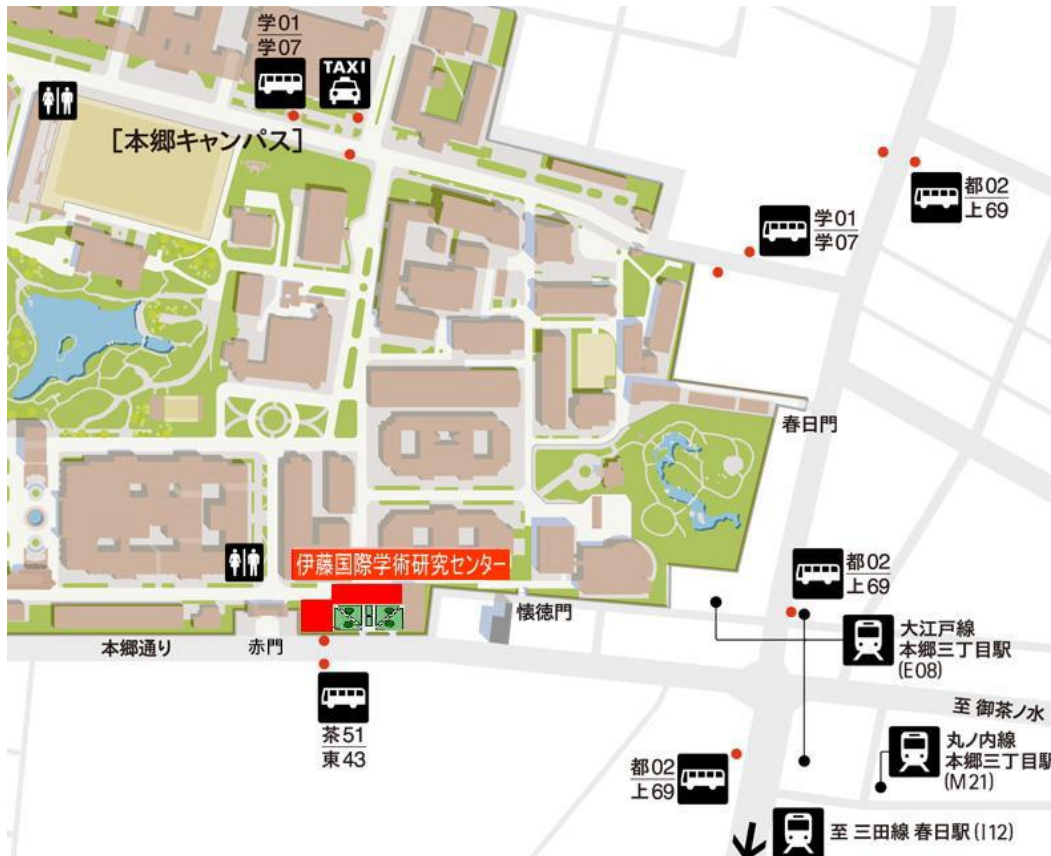 学01
学07
TAXI
[本郷キャンパス]
都02
上69
学01
学07
春日門
伊藤国際学術研究センター
都02
上69
懐徳門
本郷通り
赤門
大江戸線
本郷三丁目駅
(E08)
茶51
東43
至 御茶ノ水
丸ノ内線
本郷三丁目駅
(M21)
都02
上69
至 三田線 春日駅(I12)